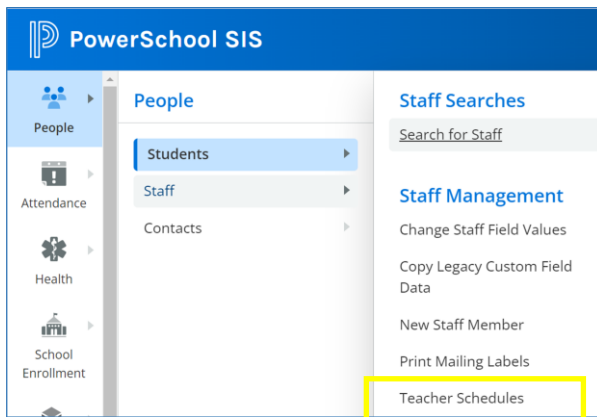 PowerSchool SIS
People
Attendance
Health
School
Enrollment
People
Students
Staff
Contacts
Staff Searches
Search for Staff
Staff Management
Change Staff Field Values
Copy Legacy Custom Field
Data
New Staff Member
Print Mailing Labels
Teacher Schedules